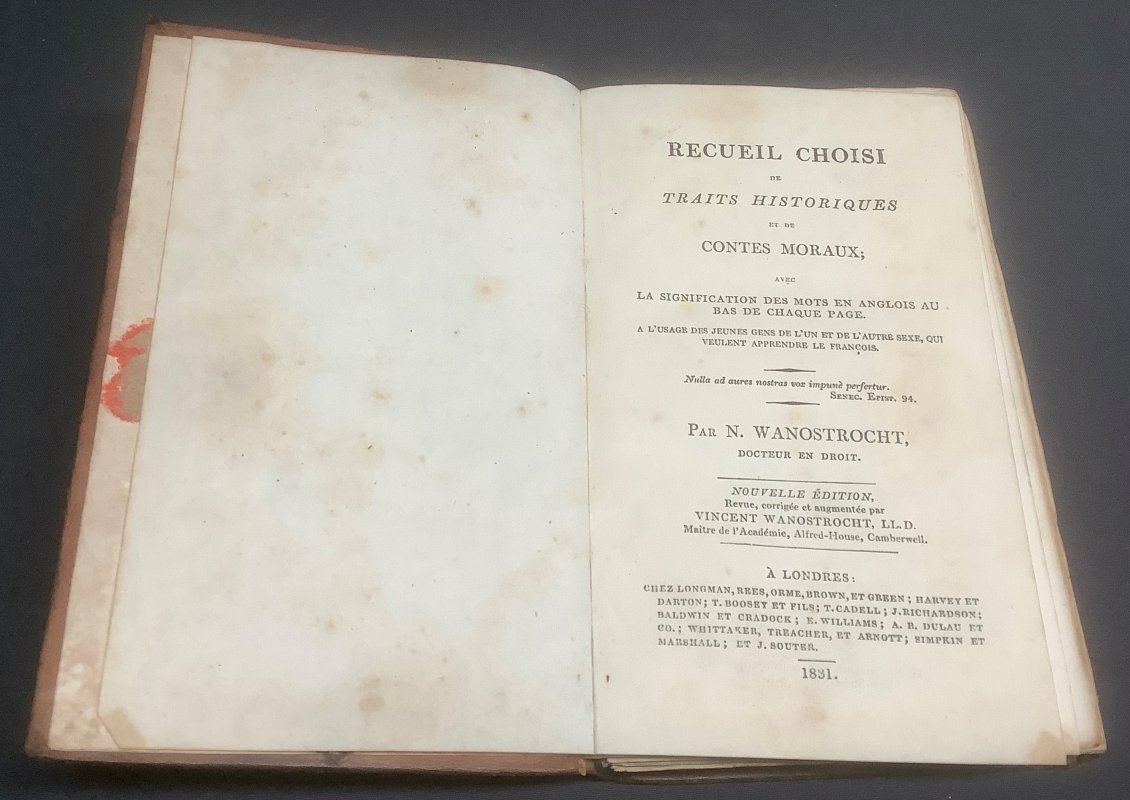 RECUEIL CHOISI
DE
TRAITS HISTORIQUES
ET DE
CONTES MORAUX;
AVEC
LA SIGNIFICATION DES MOTS EN ANGLOIS AU
BAS DE CHAQUE PAGE.
A L'USAGE DES JEUNES GENS DE L'UN ET DE L'AUTRE SEXE, QUI
VEULENT APPRENDRE LE FRANÇOIS.
Nulla ad aures nostras vox impunè perfertur.
SENEC. EPIST. 94.
PAR N. WANOSTROCHT,
DOCTEUR EN DROIT.
NOUVELLE ÉDITION,
Revue, corrigée et augmentée par
VINCENT WANOSTROCHT, LL.D.
Maître de l'Académie, Alfred-House, Camberwell.
À LONDRES:
CHEZ LONGMAN, REES, ORME, BROWN, ET GREEN; HARVEY ET
DARTON; T. BOOSEY ET FILS; T. CADELL; J. RICHARDSON;
BALDWIN ET CRADOCK; E. WILLIAMS; A. B. DULAU ET
CO.; WHITTAKER, TREACHER, ET ARNOTT; SIMPKIN ET
MARSHALL; ET J. SOUTER.
1831.